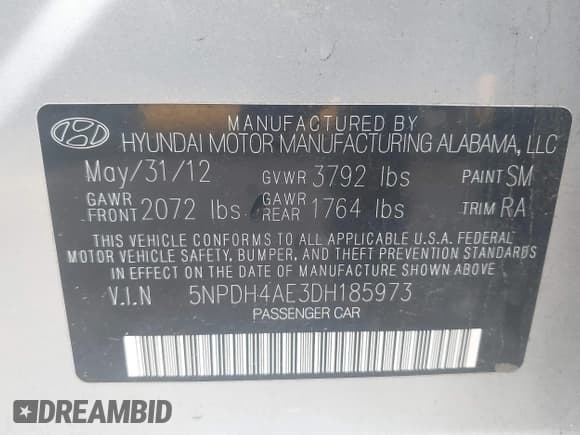 MANUFACTURED BY
HYUNDAI MOTOR MANUFACTURING ALABAMA, LLC
May/31/12 GVWR 3792 lbs PAINT SM
GAWR FRONT 2072 lbs GAWR REAR 1764 lbs TRIM RA
THIS VEHICLE CONFORMS TO ALL APPLICABLE U.S.A. FEDERAL
MOTOR VEHICLE SAFETY, BUMPER, AND THEFT PREVENTION STANDARDS
IN EFFECT ON THE DATE OF MANUFACTURE SHOWN ABOVE.
V.I.N 5NPDH4AE3DH185973
PASSENGER CAR
DREAMBID